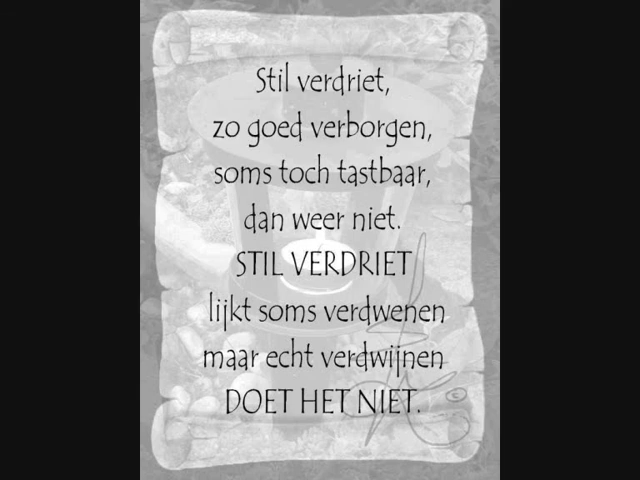 Stil verdriet,
zo goed verborgen,
soms toch tastbaar,
dan weer niet.
STIL VERDRIET
lijkt soms verdwenen
maar echt verdwijnen
DOET HET NIET.